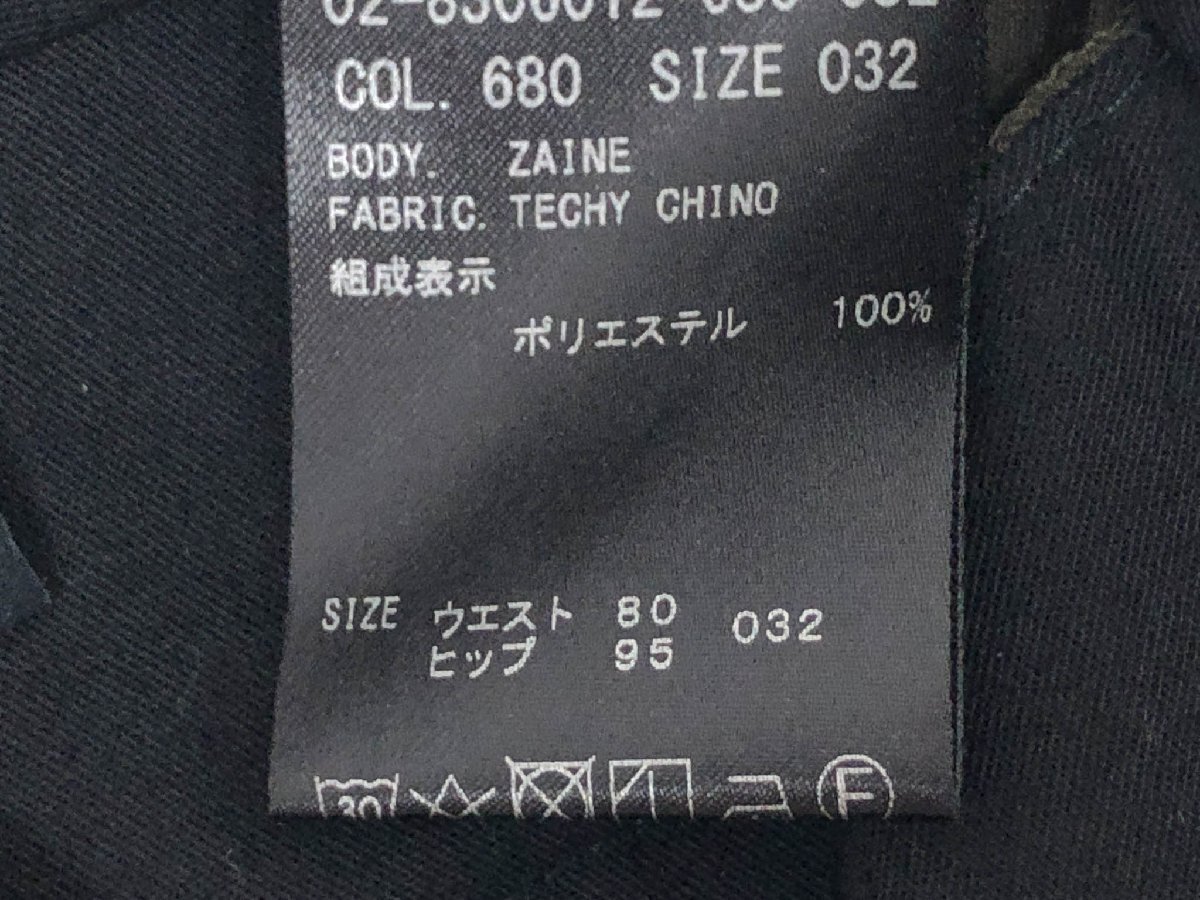 COL. 680 SIZE 032
BODY. ZAINE
FABRIC. TECHY CHINO
組成表示
ポリエステル 100%
SIZE ウエスト 80 032
ヒップ 95
30
F